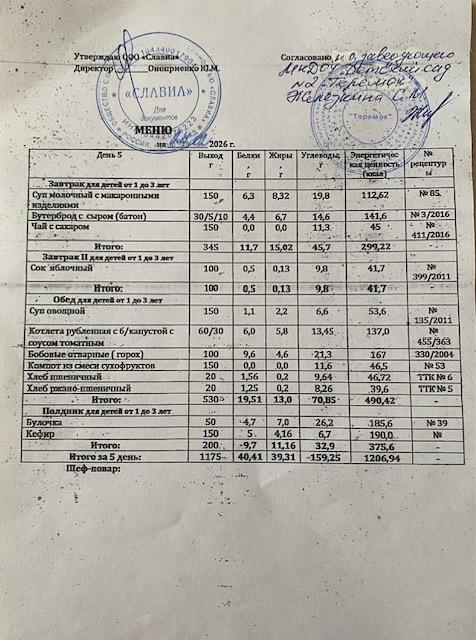 Утверждаю ООО «Славиа»
Директор Оноприенко Ю.М.
Согласовано и.о. заведующего
МКДОУ "Детский сад
№2 "Теремок"
«СЛАВИА»
Для
документов
"Теремок"
МЕНЮ
на 2026 г.
День 5 Выход г Белки, г Жиры, г Углеводы, г Энергетическая ценность (ккал) № рецептуры
Завтрак для детей от 1 до 3 лет
Суп молочный с макаронными изделиями 150 6,3 8,32 19,8 112,62 № 85
Бутерброд с сыром (батон) 30/5/10 4,4 6,7 14,6 141,6 № 3/2016
Чай с сахаром 150 0,0 0,0 11,3 45 № 411/2016
Итого: 345 11,7 15,02 45,7 299,22 -
Завтрак II для детей от 1 до 3 лет
Сок яблочный 100 0,5 0,13 9,8 41,7 № 399/2011
Итого: 100 0,5 0,13 9,8 41,7 -
Обед для детей от 1 до 3 лет
Суп овощной 150 1,1 2,2 6,6 53,6 № 135/2011
Котлета рубленная с б/капустой с соусом томатным 60/30 6,0 5,8 13,45 137,0 № 455/363
Бобовые отварные ( горох) 100 9,6 4,6 21,3 167 330/2004
Компот из смеси сухофруктов 150 0,0 0,0 11,6 46,5 № 53
Хлеб пшеничный 20 1,56 0,2 9,64 46,72 ТТК № 6
Хлеб ржано-пшеничный 20 1,25 0,2 8,26 39,6 ТТК № 5
Итого: 530 19,51 13,0 70,85 490,42 -
Полдник для детей от 1 до 3 лет
Булочка 50 4,7 7,0 26,2 185,6 № 39
Кефир 150 5 4,16 6,7 190,0 №
Итого: 200 9,7 11,16 32,9 375,6 -
Итого за 5 день: 1175 40,41 39,31 159,25 1206,94 -
Шеф-повар: